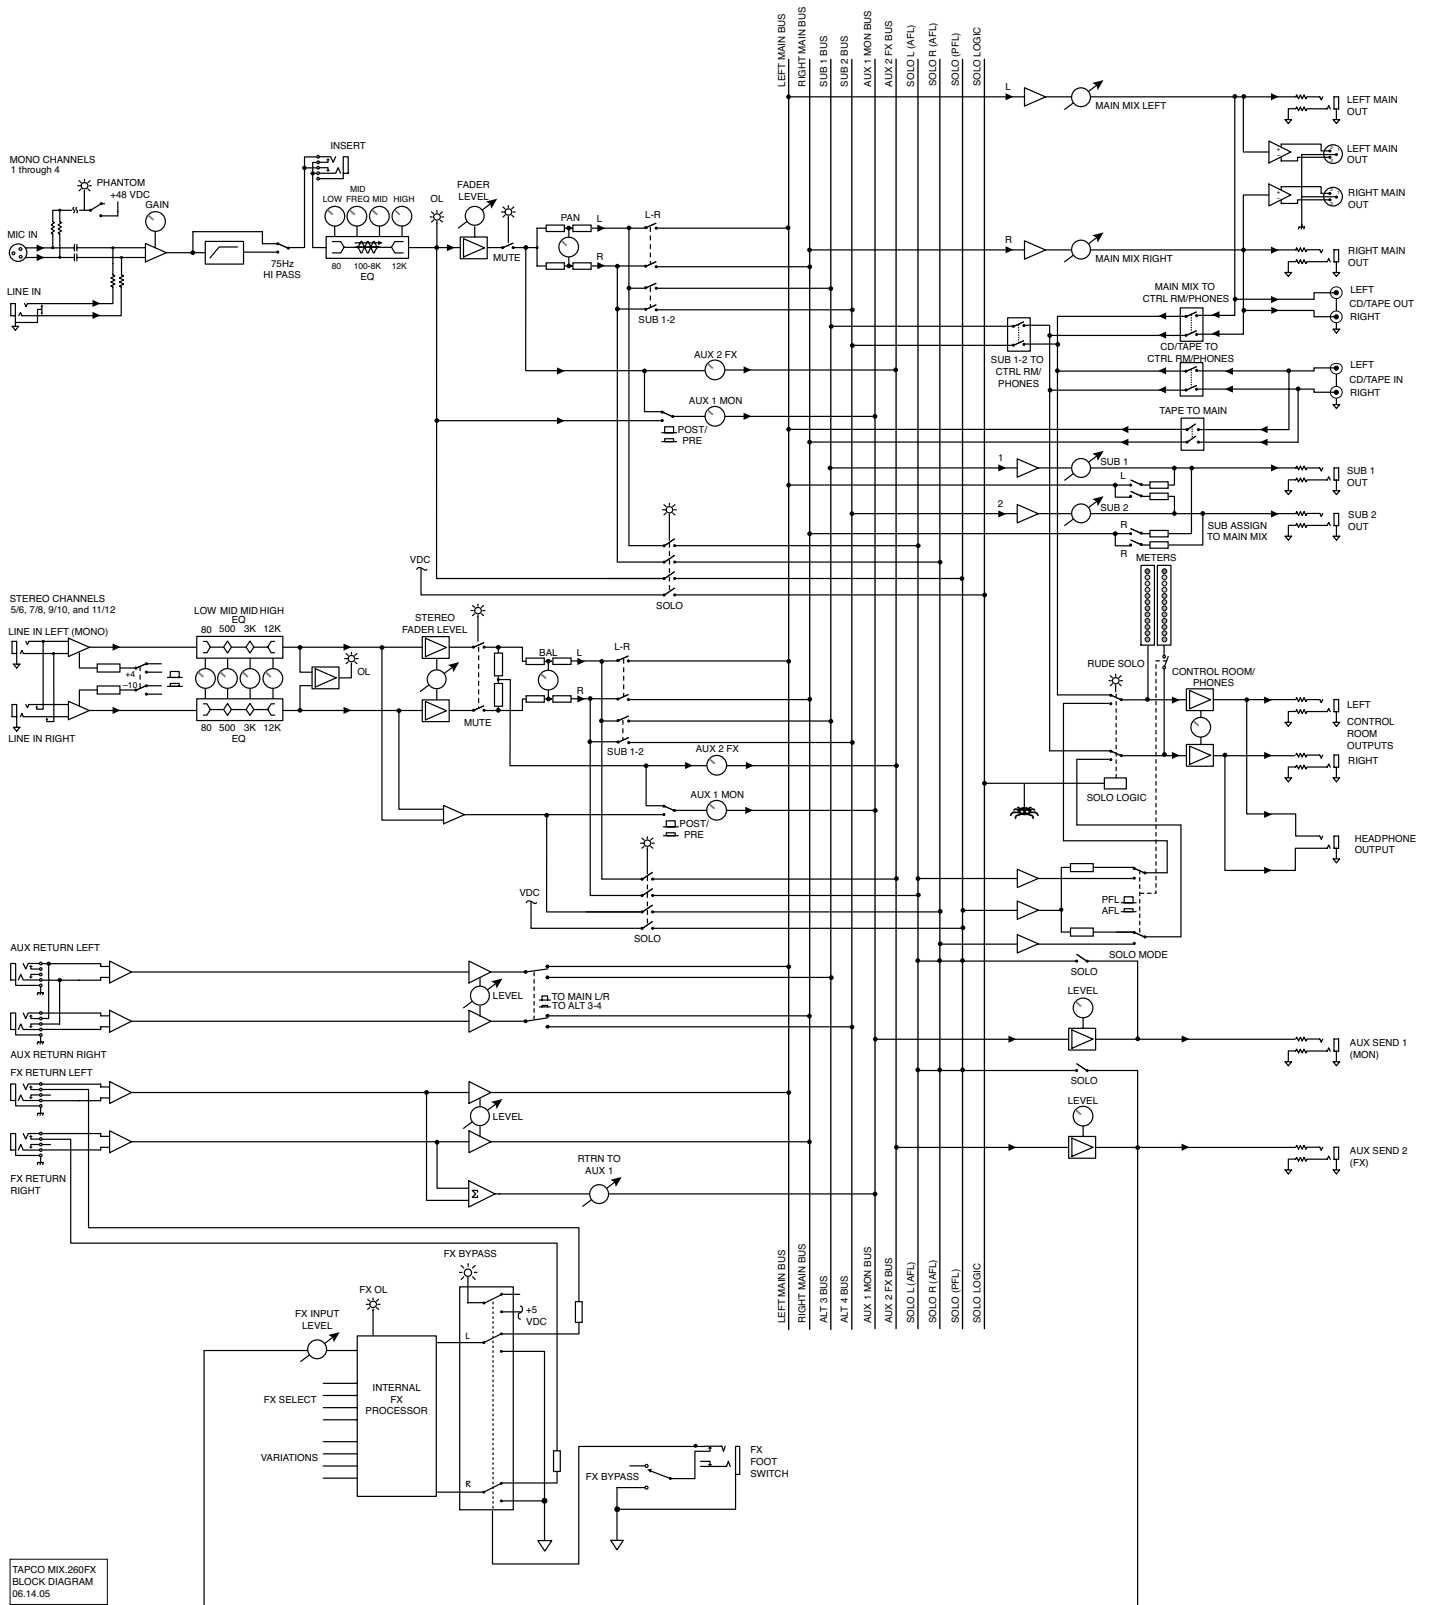 LEFT MAIN BUS
RIGHT MAIN BUS
SUB 1 BUS
SUB 2 BUS
AUX 1 MON BUS
AUX 2 FX BUS
SOLO L (AFL)
SOLO R (AFL)
SOLO (PFL)
SOLO LOGIC
MONO CHANNELS
1 through 4
PHANTOM
+48 VDC
GAIN
MIC IN
LINE IN
75Hz
HI PASS
INSERT
MID
LOW FREQ MID HIGH
80 100-8K 12K
EQ
OL
FADER
LEVEL
MUTE
PAN
L
R
L-R
SUB 1-2
AUX 2 FX
AUX 1 MON
POST/
PRE
VDC
SOLO
L
MAIN MIX LEFT
R
MAIN MIX RIGHT
LEFT MAIN
OUT
LEFT MAIN
OUT
RIGHT MAIN
OUT
RIGHT MAIN
OUT
MAIN MIX TO
CTRL RM/PHONES
LEFT
CD/TAPE OUT
RIGHT
SUB 1-2 TO
CTRL RM/
PHONES
CD/TAPE TO
CTRL RM/PHONES
LEFT
CD/TAPE IN
RIGHT
TAPE TO MAIN
1
SUB 1
L
SUB 1
OUT
2
SUB 2
R
R
SUB ASSIGN
TO MAIN MIX
SUB 2
OUT
METERS
STEREO CHANNELS
5/6, 7/8, 9/10, and 11/12
LINE IN LEFT (MONO)
+4
−10
LINE IN RIGHT
LOW MID MID HIGH
EQ
80 500 3K 12K
80 500 3K 12K
EQ
OL
STEREO
FADER LEVEL
MUTE
BAL
L
R
L-R
SUB 1-2
AUX 2 FX
AUX 1 MON
POST/
PRE
VDC
SOLO
RUDE SOLO
CONTROL ROOM/
PHONES
SOLO LOGIC
LEFT
CONTROL
ROOM
OUTPUTS
RIGHT
HEADPHONE
OUTPUT
PFL
AFL
SOLO MODE
AUX RETURN LEFT
AUX RETURN RIGHT
LEVEL
TO MAIN L/R
TO ALT 3-4
SOLO
LEVEL
AUX SEND 1
(MON)
FX RETURN LEFT
FX RETURN
RIGHT
LEVEL
Σ
RTRN TO
AUX 1
SOLO
LEVEL
AUX SEND 2
(FX)
LEFT MAIN BUS
RIGHT MAIN BUS
ALT 3 BUS
ALT 4 BUS
AUX 1 MON BUS
AUX 2 FX BUS
SOLO L (AFL)
SOLO R (AFL)
SOLO (PFL)
SOLO LOGIC
FX BYPASS
+5
VDC
FX OL
FX INPUT
LEVEL
L
INTERNAL
FX
PROCESSOR
FX SELECT
VARIATIONS
R
FX BYPASS
FX
FOOT
SWITCH
TAPCO MIX.260FX
BLOCK DIAGRAM
06.14.05